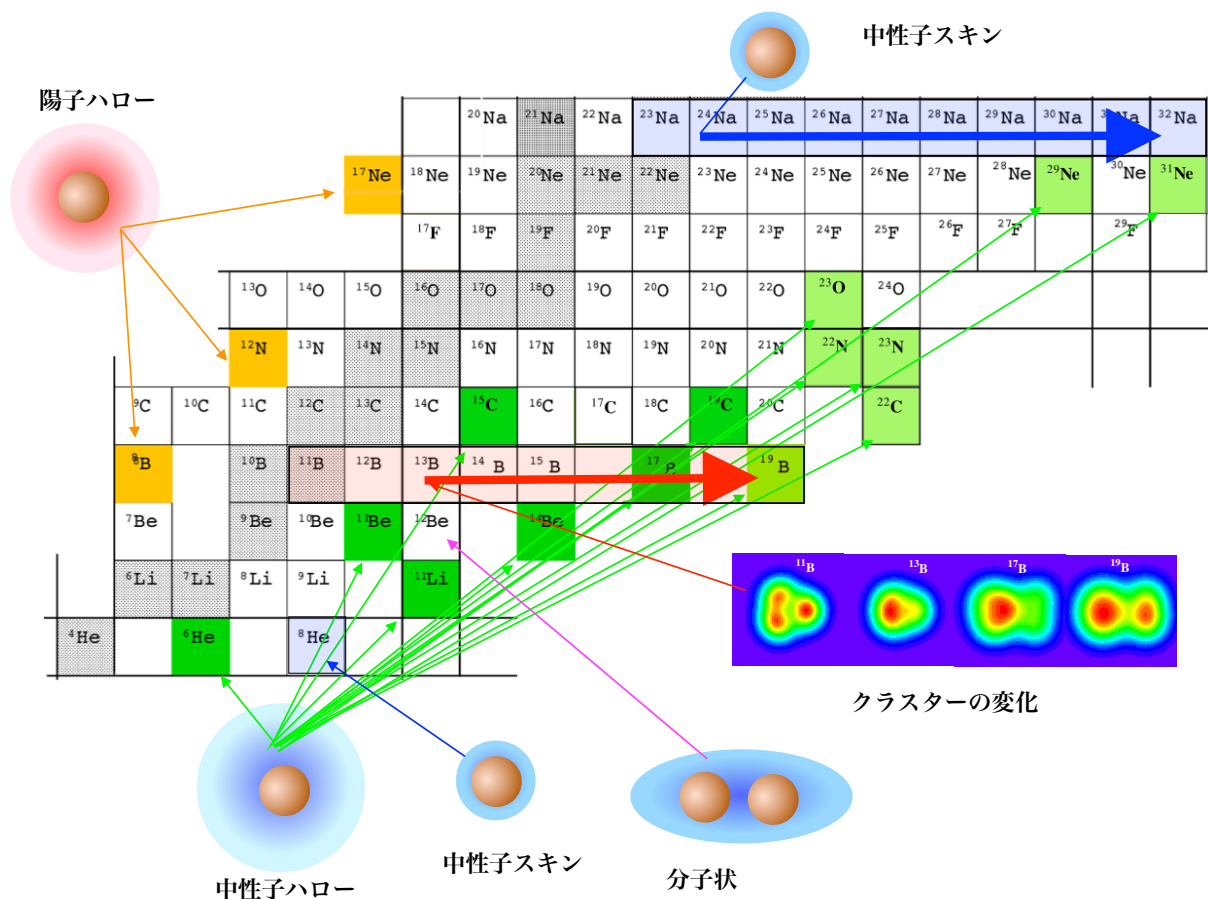 中性子スキン
陽子ハロー
²⁰Na ²¹Na ²²Na ²³Na ²⁴Na ²⁵Na ²⁶Na ²⁷Na ²⁸Na ²⁹Na ³⁰Na ³¹Na ³²Na
¹⁷Ne ¹⁸Ne ¹⁹Ne ²⁰Ne ²¹Ne ²²Ne ²³Ne ²⁴Ne ²⁵Ne ²⁶Ne ²⁷Ne ²⁸Ne ²⁹Ne ³⁰Ne ³¹Ne
¹⁷F ¹⁸F ¹⁹F ²⁰F ²¹F ²²F ²³F ²⁴F ²⁵F ²⁶F ²⁷F ²⁹F
¹³O ¹⁴O ¹⁵O ¹⁶O ¹⁷O ¹⁸O ¹⁹O ²⁰O ²¹O ²²O ²³O ²⁴O
¹²N ¹³N ¹⁴N ¹⁵N ¹⁶N ¹⁷N ¹⁸N ¹⁹N ²⁰N ²¹N ²²N ²³N
⁹C ¹⁰C ¹¹C ¹²C ¹³C ¹⁴C ¹⁵C ¹⁶C ¹⁷C ¹⁸C ¹⁹C ²⁰C ²²C
⁸B ¹⁰B ¹¹B ¹²B ¹³B ¹⁴B ¹⁵B ¹⁷B ¹⁹B
⁷Be ⁹Be ¹⁰Be ¹¹Be ¹²Be ¹⁴Be
⁶Li ⁷Li ⁸Li ⁹Li ¹¹Li
⁴He ⁶He ⁸He
¹¹B ¹³B ¹⁷B ¹⁹B
クラスターの変化
中性子ハロー
中性子スキン
分子状